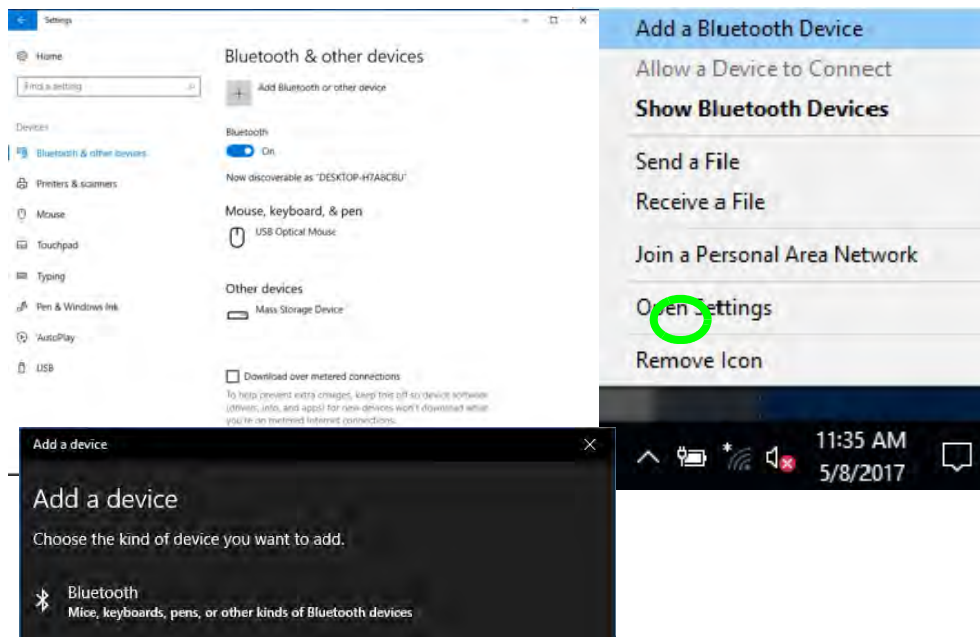 Settings
Home
Find a setting
Devices
Bluetooth & other devices
Printers & scanners
Mouse
Touchpad
Typing
Pen & Windows Ink
AutoPlay
USB
Bluetooth & other devices
Add Bluetooth or other device
Bluetooth
On
Now discoverable as "DESKTOP-H7ABCBU"
Mouse, keyboard, & pen
USB Optical Mouse
Other devices
Mass Storage Device
Download over metered connections
To help prevent extra charges, keep this off so device software
(drivers, info, and apps) for new devices won't download while
you're on metered Internet connections.
Add a device
Add a device
Choose the kind of device you want to add.
Bluetooth
Mice, keyboards, pens, or other kinds of Bluetooth devices
Add a Bluetooth Device
Allow a Device to Connect
Show Bluetooth Devices
Send a File
Receive a File
Join a Personal Area Network
Open Settings
Remove Icon
11:35 AM
5/8/2017